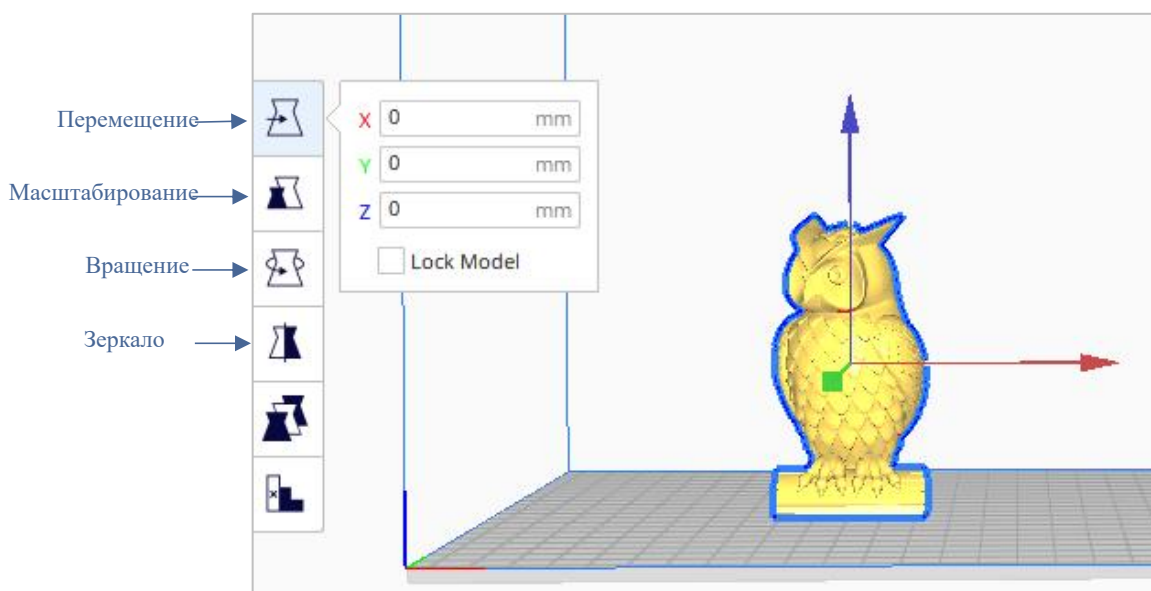 Перемещение
Масштабирование
Вращение
Зеркало
X 0 mm
Y 0 mm
Z 0 mm
Lock Model